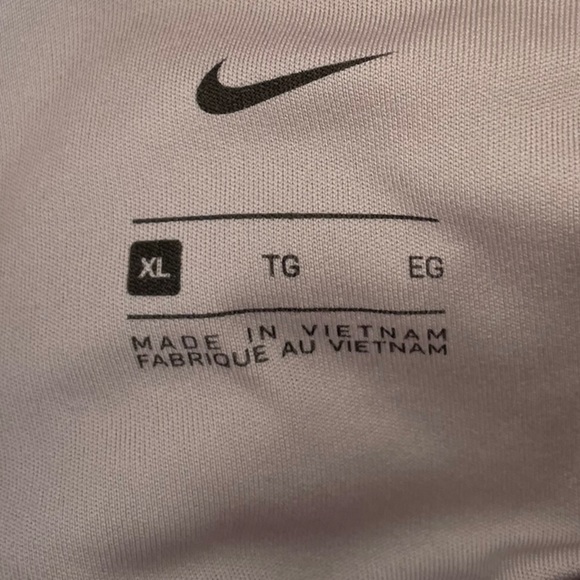 XL TG EG
MADE IN VIETNAM
FABRIQUE AU VIETNAM